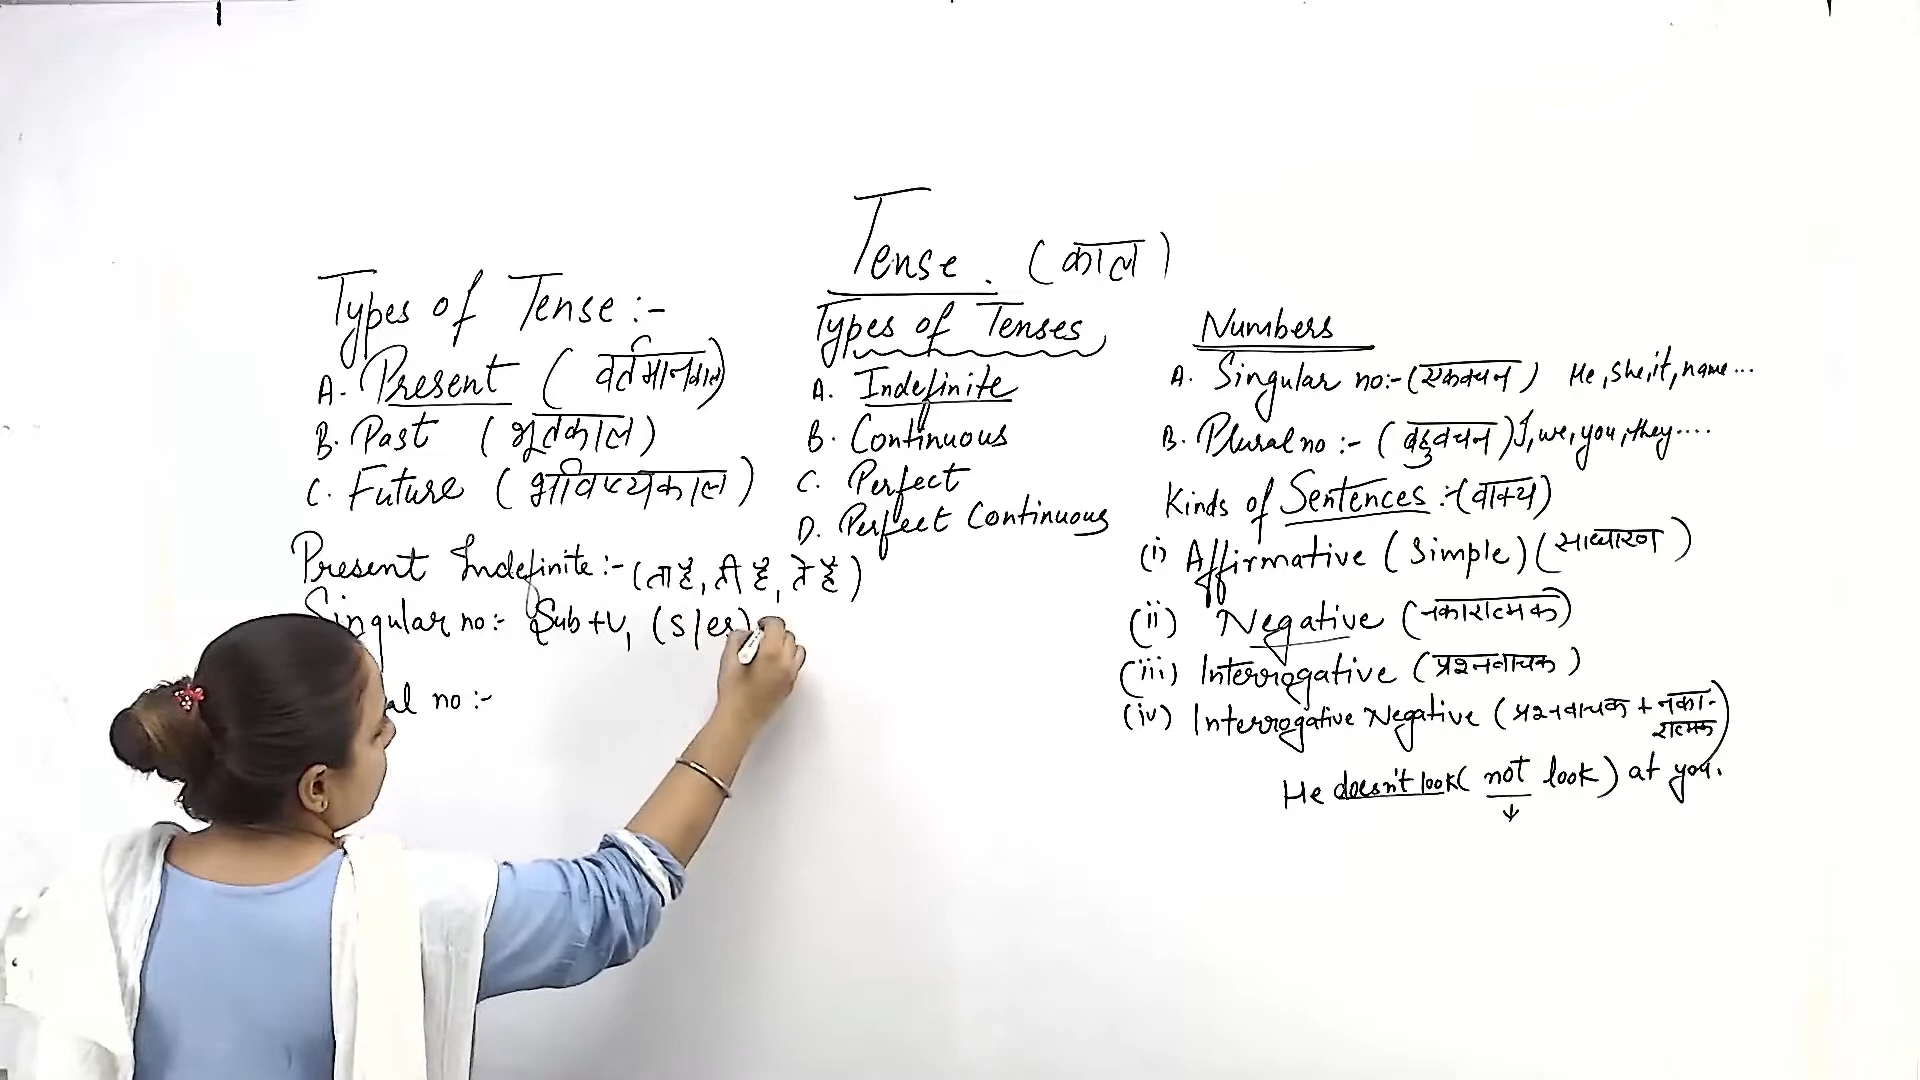 Tense. (काल)
Types of Tense :-
A. Present (वर्तमानकाल)
B. Past (भूतकाल)
C. Future (भविष्यकाल)
Types of Tenses
A. Indefinite
B. Continuous
C. Perfect
D. Perfect Continuous
Numbers
A. Singular no:- (एकवचन) He, she, it, name...
B. Plural no :- (बहुवचन) I, we, you, they....
Kinds of Sentences :- (वाक्य)
(i) Affirmative (Simple) (साधारण)
(ii) Negative (नकारात्मक)
(iii) Interrogative (प्रश्नवाचक)
(iv) Interrogative Negative (प्रश्नवाचक + नका-
रात्मक)
He doesn't look (not look) at you.
↓
Present Indefinite :- (ता है, ती है, ते हैं)
Singular no:- Sub + V1 (s/es)
no :-